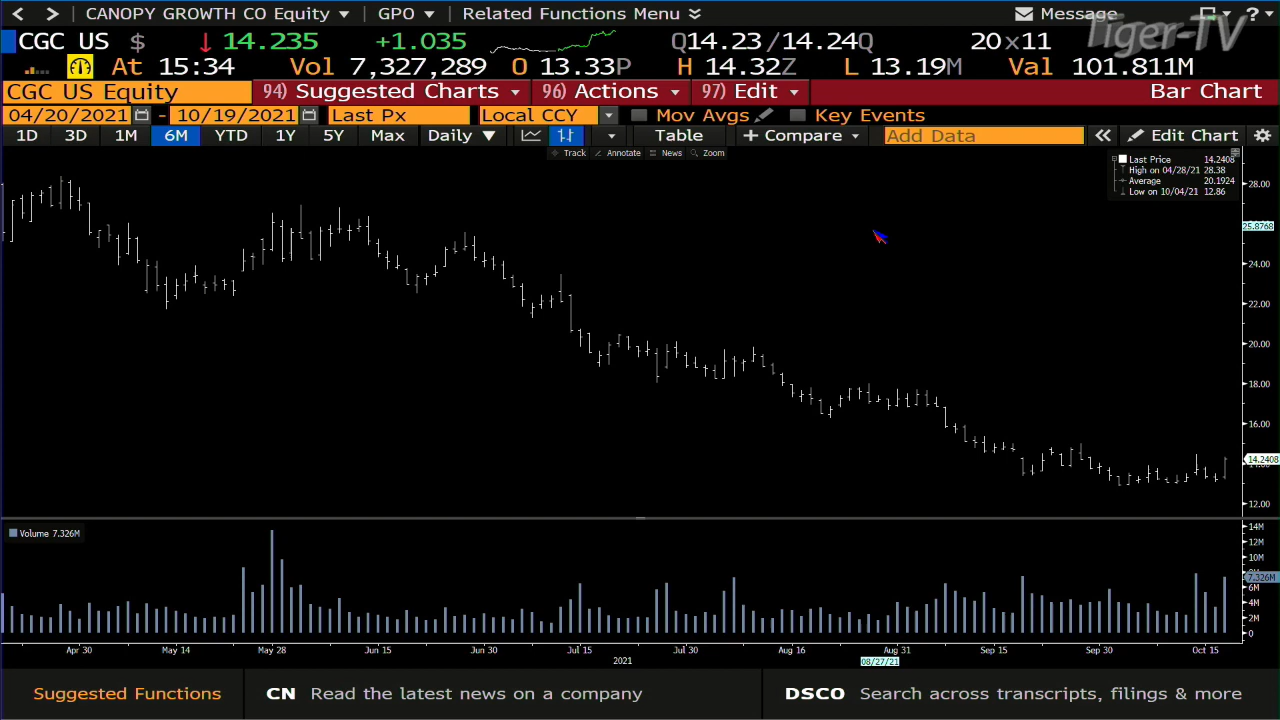 CANOPY GROWTH CO Equity GPO Related Functions Menu Message ?
Tiger-TV
CGC US $ ↓ 14.235 +1.035 Q14.23/14.24Q 20x11
At 15:34 Vol 7,327,289 O 13.33P H 14.32Z L 13.19M Val 101.811M
CGC US Equity 94) Suggested Charts 96) Actions 97) Edit Bar Chart
04/20/2021 - 10/19/2021 Last Px Local CCY Mov Avgs Key Events
1D 3D 1M 6M YTD 1Y 5Y Max Daily ▼ Table + Compare Add Data « Edit Chart
Track Annotate News Zoom
Last Price 14.2408
High on 04/28/21 28.38
Average 20.1924
Low on 10/04/21 12.86
28.00
25.8768
24.00
22.00
20.00
18.00
16.00
14.2408
12.00
Volume 7.326M
14M
12M
10M
7.326M
6M
4M
2M
0
Apr 30 May 14 May 28 Jun 15 Jun 30 Jul 15 Jul 30 Aug 16 Aug 31 Sep 15 Sep 30 Oct 15
2021 08/27/21
Suggested Functions CN Read the latest news on a company DSCO Search across transcripts, filings & more